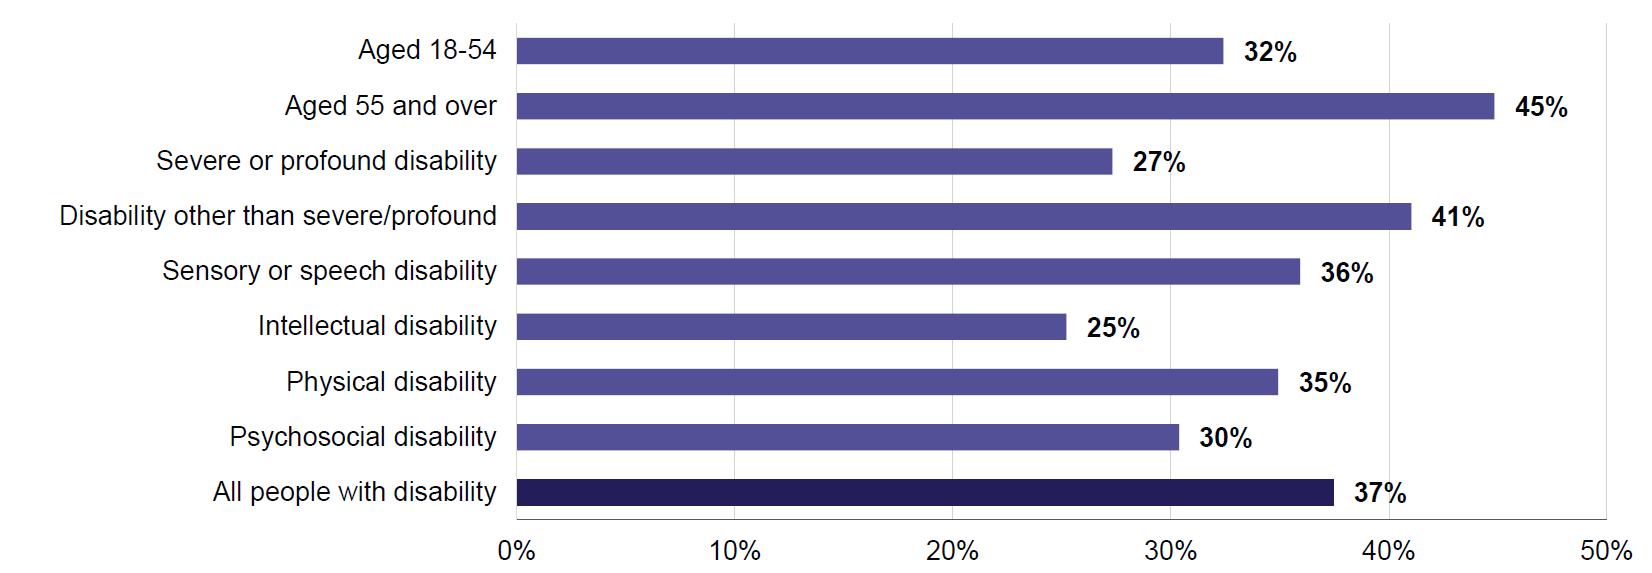 Aged 18-54 32%
Aged 55 and over 45%
Severe or profound disability 27%
Disability other than severe/profound 41%
Sensory or speech disability 36%
Intellectual disability 25%
Physical disability 35%
Psychosocial disability 30%
All people with disability 37%
0% 10% 20% 30% 40% 50%